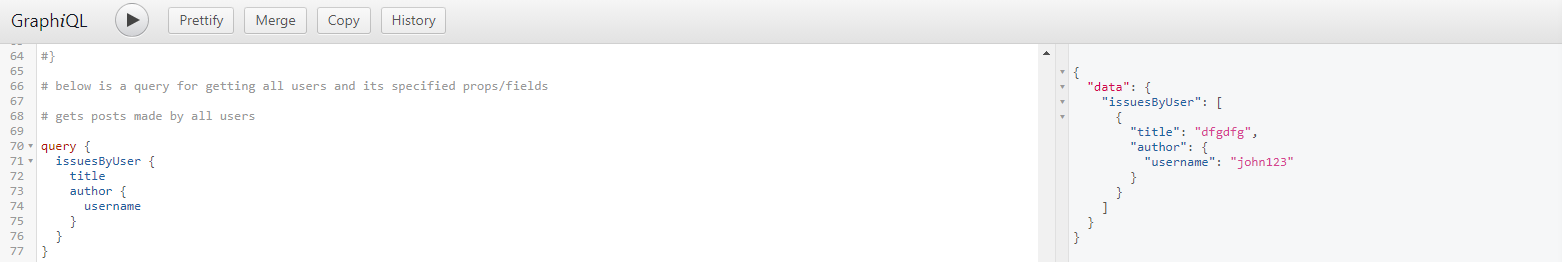 GraphiQL Prettify Merge Copy History
64 #}
65
66 # below is a query for getting all users and its specified props/fields
67
68 # gets posts made by all users
69
70 query {
71 issuesByUser {
72 title
73 author {
74 username
75 }
76 }
77 }
{
"data": {
"issuesByUser": [
{
"title": "dfgdfg",
"author": {
"username": "john123"
}
}
]
}
}